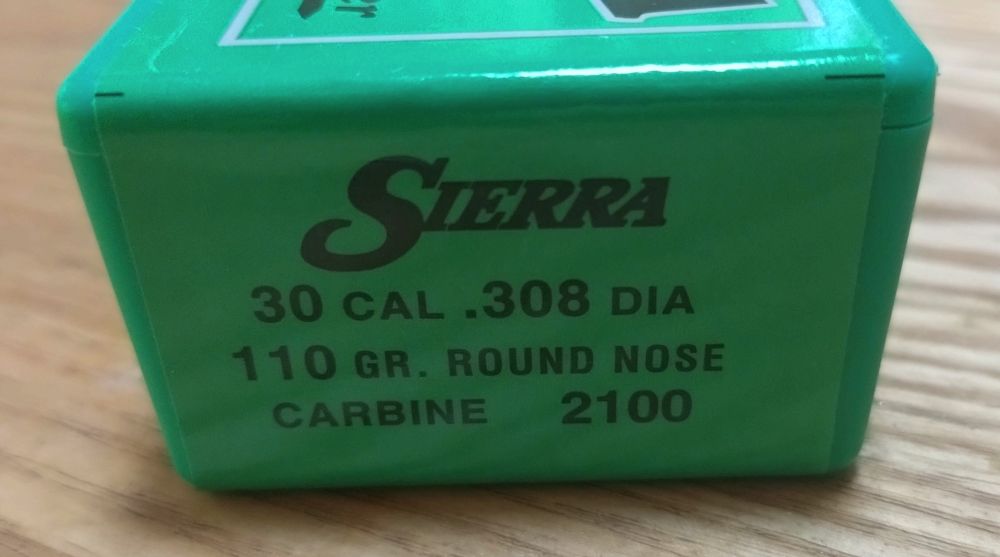 SIERRA
30 CAL .308 DIA
110 GR. ROUND NOSE
CARBINE 2100